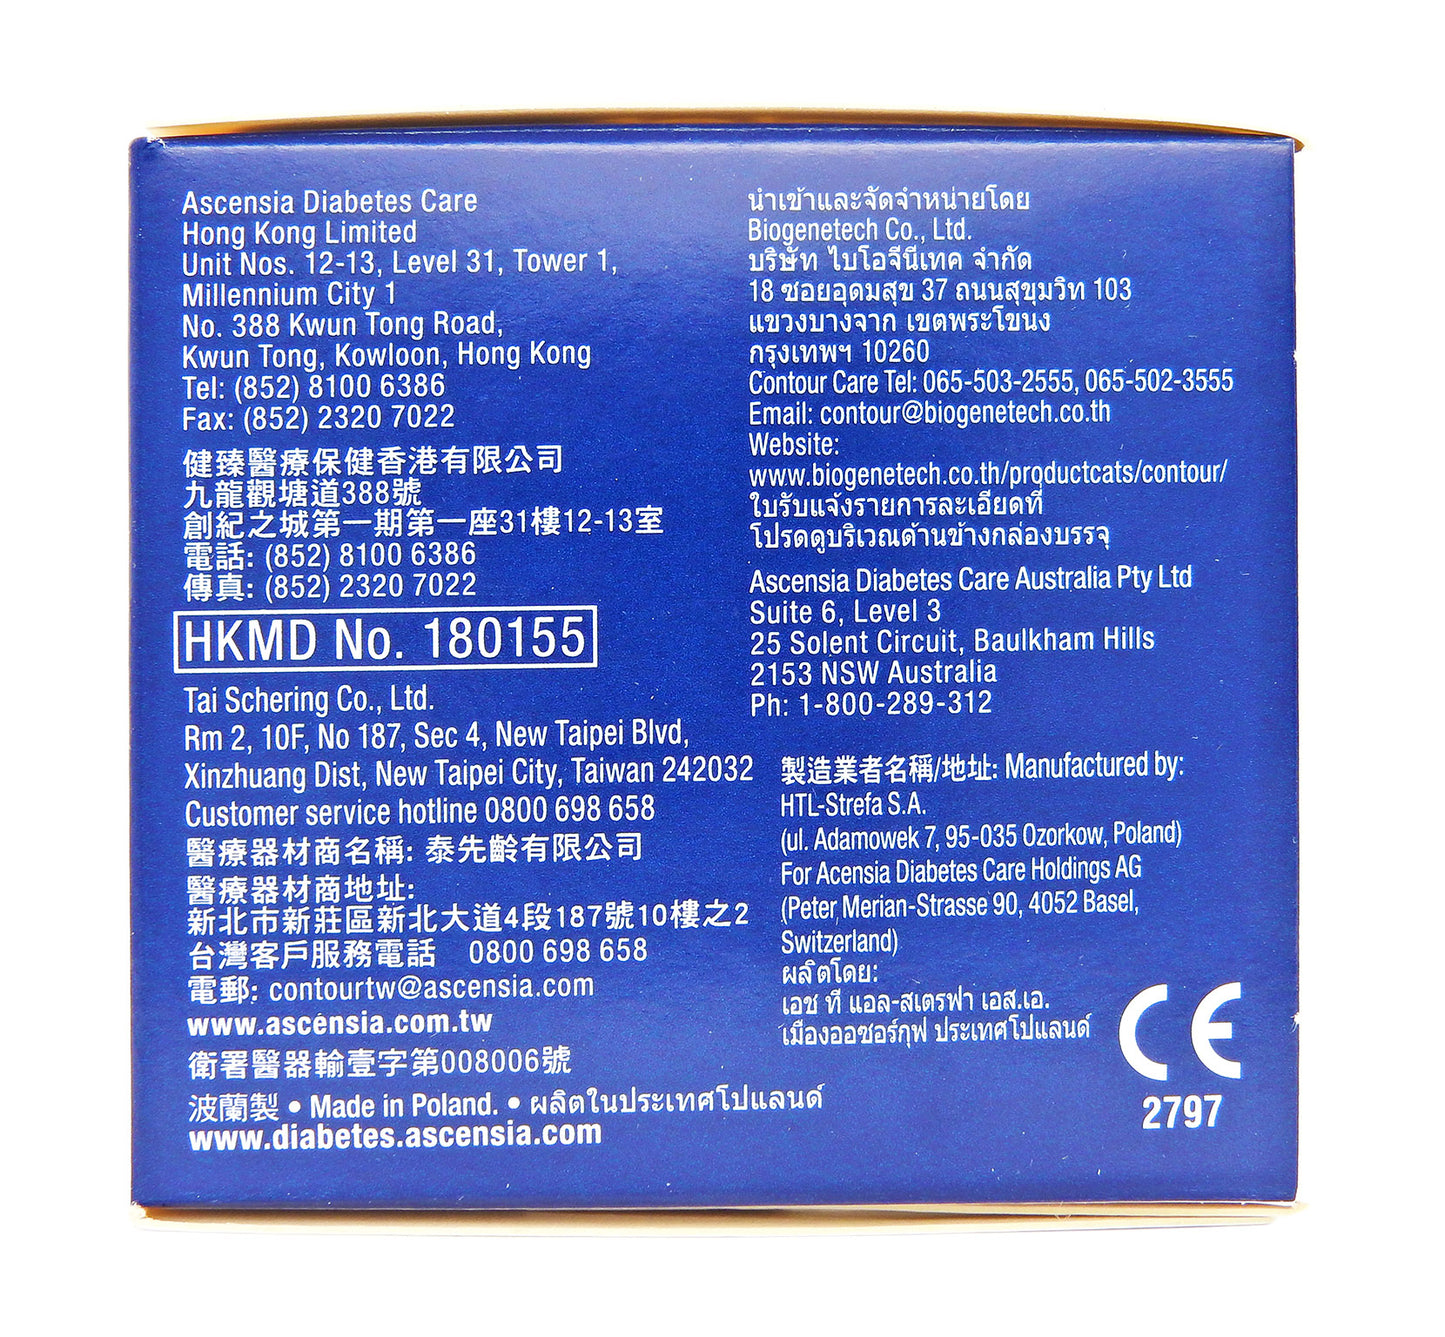 Ascensia Diabetes Care
Hong Kong Limited
Unit Nos. 12-13, Level 31, Tower 1,
Millennium City 1
No. 388 Kwun Tong Road,
Kwun Tong, Kowloon, Hong Kong
Tel: (852) 8100 6386
Fax: (852) 2320 7022
健臻醫療保健香港有限公司
九龍觀塘道388號
創紀之城第一期第一座31樓12-13室
電話: (852) 8100 6386
傳真: (852) 2320 7022
HKMD No. 180155
Tai Schering Co., Ltd.
Rm 2, 10F, No 187, Sec 4, New Taipei Blvd,
Xinzhuang Dist, New Taipei City, Taiwan 242032
Customer service hotline 0800 698 658
醫療器材商名稱: 泰先齡有限公司
醫療器材商地址:
新北市新莊區新北大道4段187號10樓之2
台灣客戶服務電話 0800 698 658
電郵: contourtw@ascensia.com
www.ascensia.com.tw
衛署醫器輸壹字第008006號
波蘭製 • Made in Poland. • ผลิตในประเทศโปแลนด์
www.diabetes.ascensia.com
นำเข้าและจัดจำหน่ายโดย
Biogenetech Co., Ltd.
บริษัท ไบโอจีนีเทค จำกัด
18 ซอยอุดมสุข 37 ถนนสุขุมวิท 103
แขวงบางจาก เขตพระโขนง
กรุงเทพฯ 10260
Contour Care Tel: 065-503-2555, 065-502-3555
Email: contour@biogenetech.co.th
Website:
www.biogenetech.co.th/productcats/contour/
ใบรับแจ้งรายการละเอียดที่
โปรดดูบริเวณด้านข้างกล่องบรรจุ
Ascensia Diabetes Care Australia Pty Ltd
Suite 6, Level 3
25 Solent Circuit, Baulkham Hills
2153 NSW Australia
Ph: 1-800-289-312
製造業者名稱/地址: Manufactured by:
HTL-Strefa S.A.
(ul. Adamowek 7, 95-035 Ozorkow, Poland)
For Acensia Diabetes Care Holdings AG
(Peter, Merian-Strasse 90, 4052 Basel,
Switzerland)
ผลิตโดย:
เอช ที แอล-สเตรฟา เอส.เอ.
เมืองออซอร์กุฟ ประเทศโปแลนด์
CE
2797